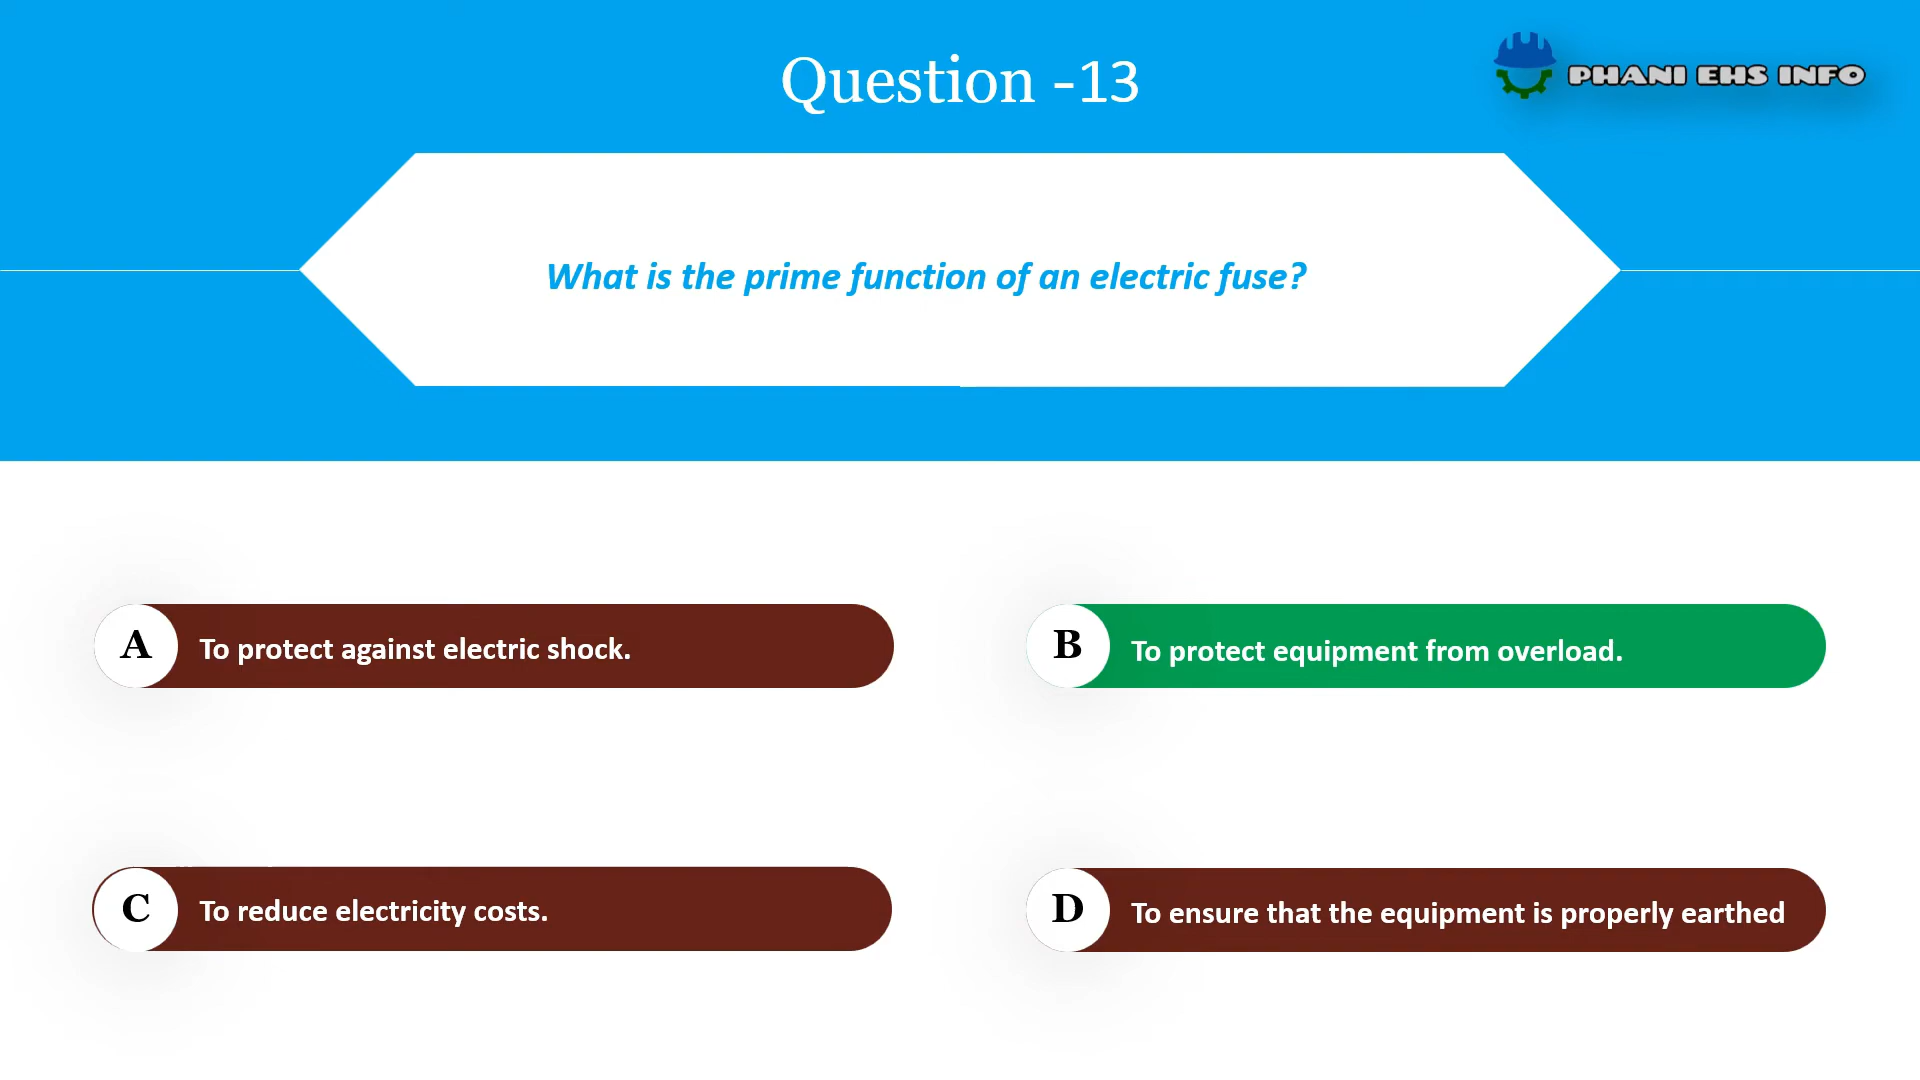 Question -13
PHANI EHS INFO
What is the prime function of an electric fuse?
A To protect against electric shock.
B To protect equipment from overload.
C To reduce electricity costs.
D To ensure that the equipment is properly earthed